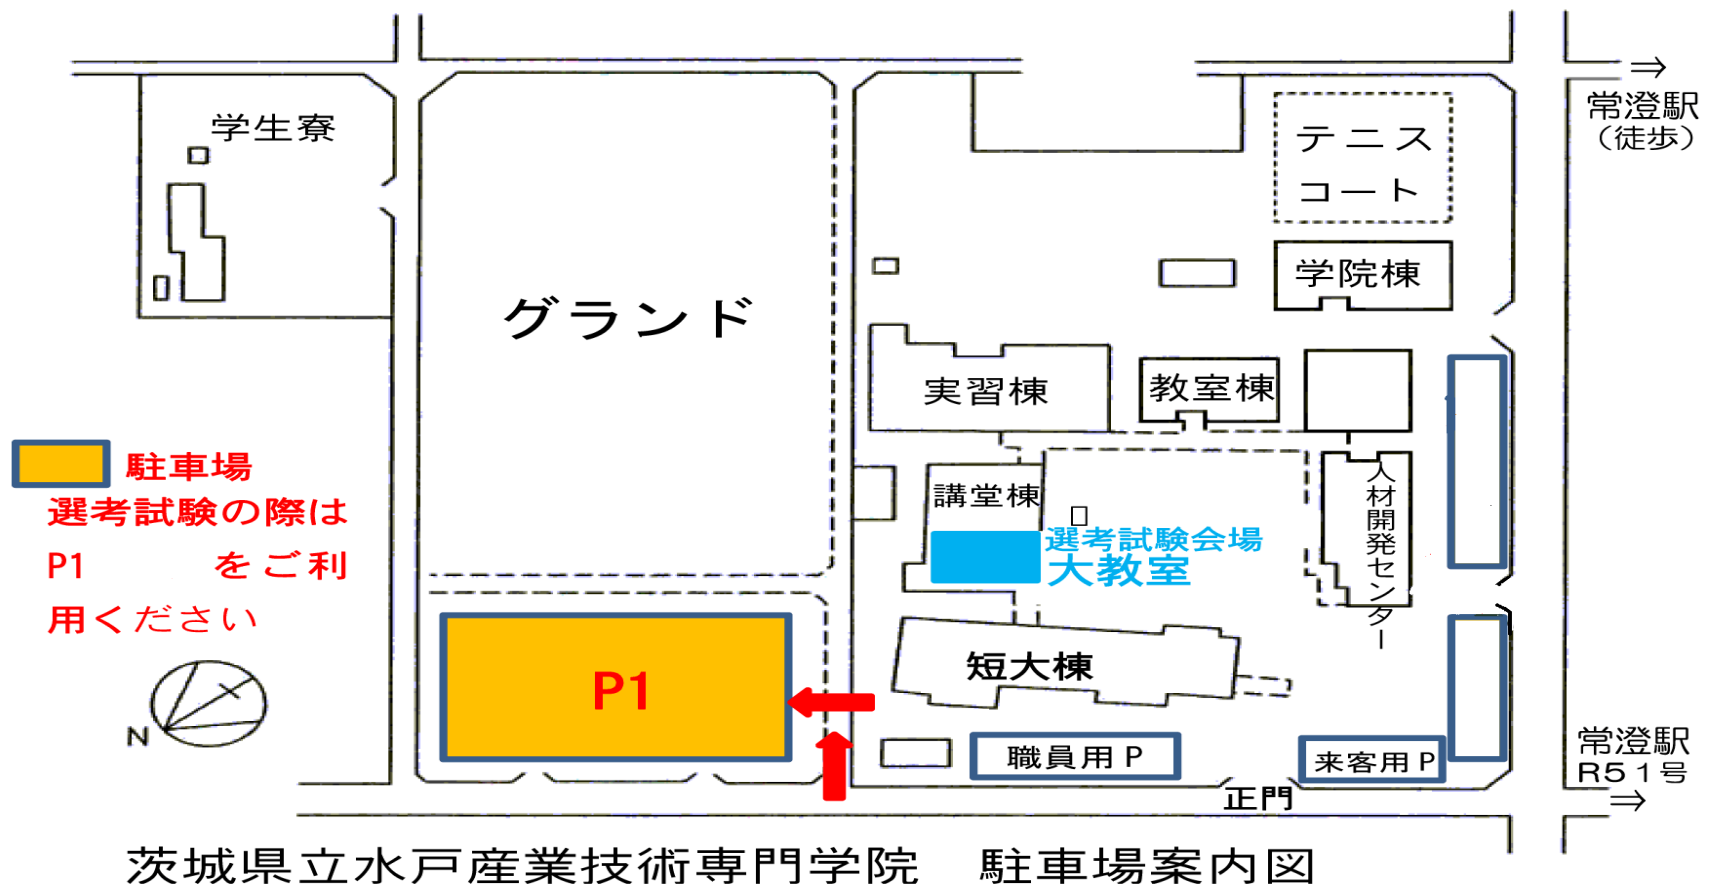 ⇒
常澄駅
（徒歩）
学生寮
テニス
コート
学院棟
グランド
実習棟
教室棟
駐車場
選考試験の際は
P1 をご利
用ください
講堂棟
選考試験会場
大教室
人材開発センター
P1
短大棟
N
職員用P
来客用P
常澄駅
R51号
⇒
正門
茨城県立水戸産業技術専門学院 駐車場案内図